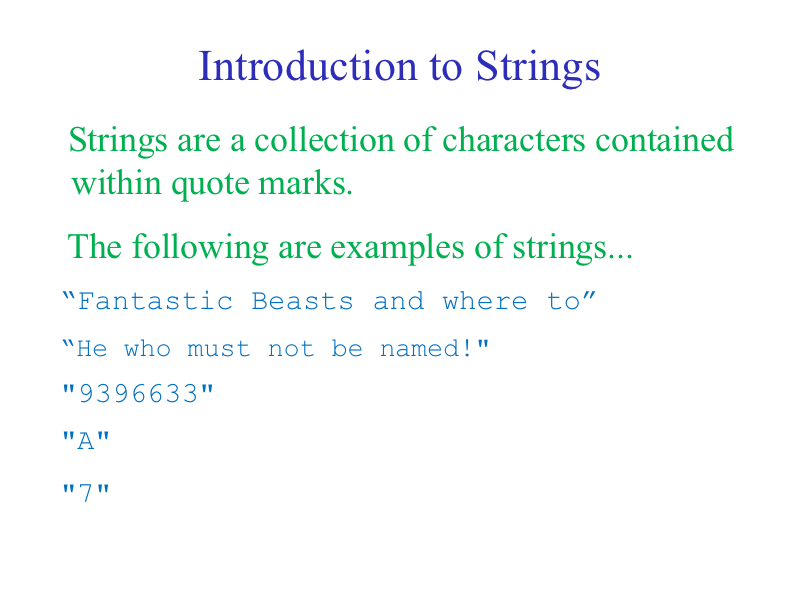 Introduction to Strings
Strings are a collection of characters contained
within quote marks.
The following are examples of strings...
“Fantastic Beasts and where to”
“He who must not be named!"
"9396633"
"A"
"7"